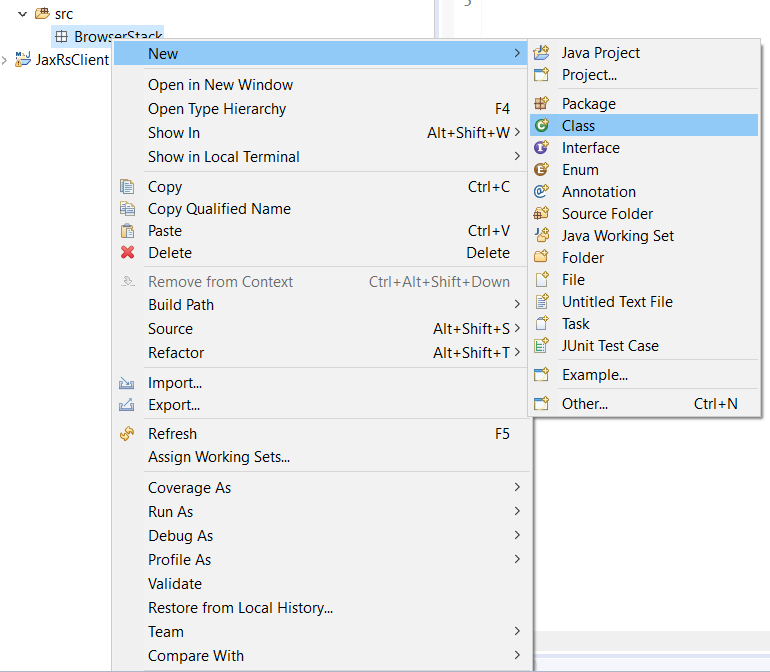 src
BrowserStack
JaxRsClient
New
Open in New Window
Open Type Hierarchy F4
Show In Alt+Shift+W
Show in Local Terminal
Copy Ctrl+C
Copy Qualified Name
Paste Ctrl+V
Delete Delete
Remove from Context Ctrl+Alt+Shift+Down
Build Path
Source Alt+Shift+S
Refactor Alt+Shift+T
Import...
Export...
Refresh F5
Assign Working Sets...
Coverage As
Run As
Debug As
Profile As
Validate
Restore from Local History...
Team
Compare With
Java Project
Project...
Package
Class
Interface
Enum
Annotation
Source Folder
Java Working Set
Folder
File
Untitled Text File
Task
JUnit Test Case
Example...
Other... Ctrl+N